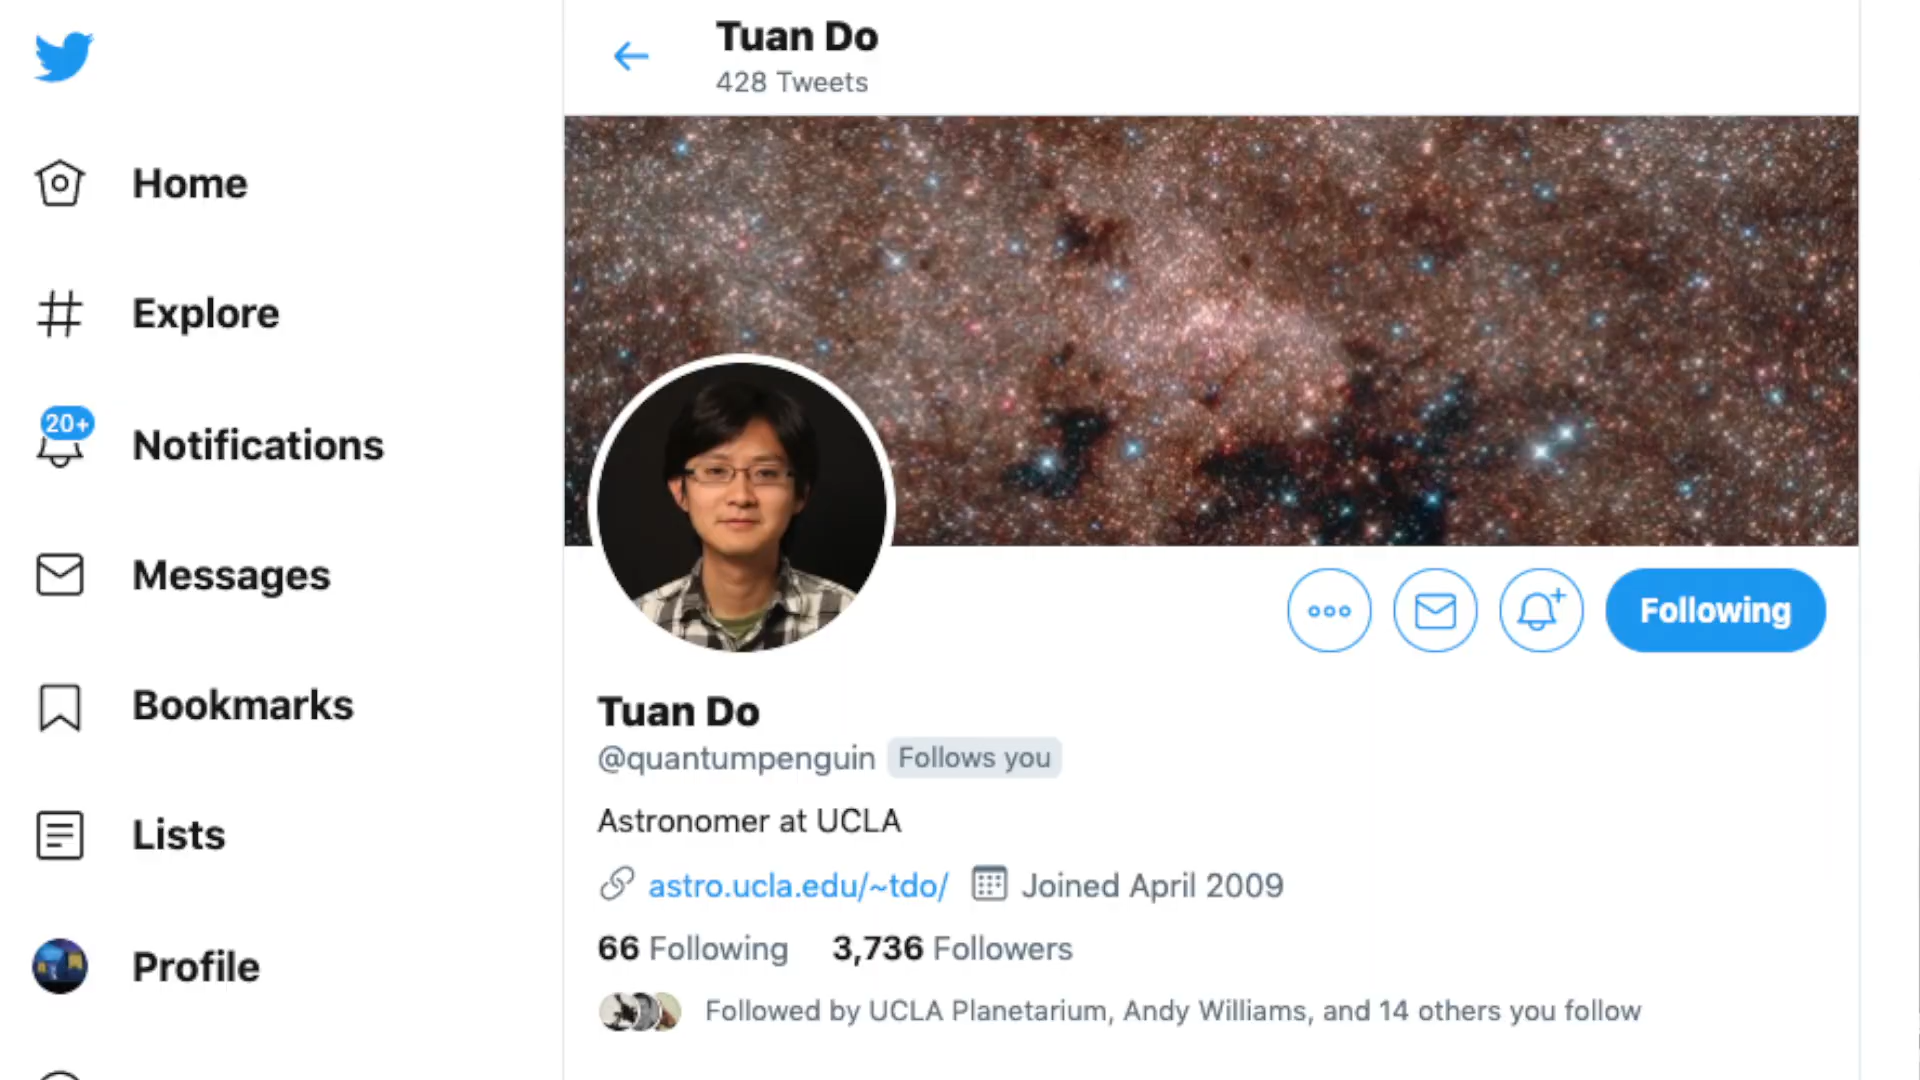 Tuan Do
428 Tweets
Home
Explore
20+
Notifications
Messages
Bookmarks
Lists
Profile
Following
Tuan Do
@quantumpenguin Follows you
Astronomer at UCLA
astro.ucla.edu/~tdo/ Joined April 2009
66 Following 3,736 Followers
Followed by UCLA Planetarium, Andy Williams, and 14 others you follow